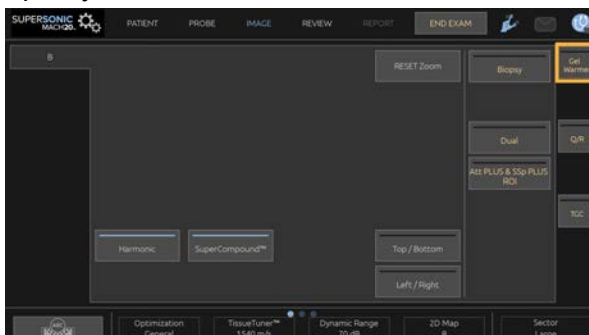 SUPERSONIC
MACH20.
PATIENT PROBE IMAGE REVIEW REPORT END EXAM
B
RESET Zoom
Biopsy
Gel
Warmer
Dual
Q/R
Att PLUS & SSp PLUS
ROI
TGC
Harmonic
SuperCompound™
Top / Bottom
Left / Right
Optimization
General
TissueTuner™
1540 m/s
Dynamic Range
70 dB
2D Map
Sector
Large